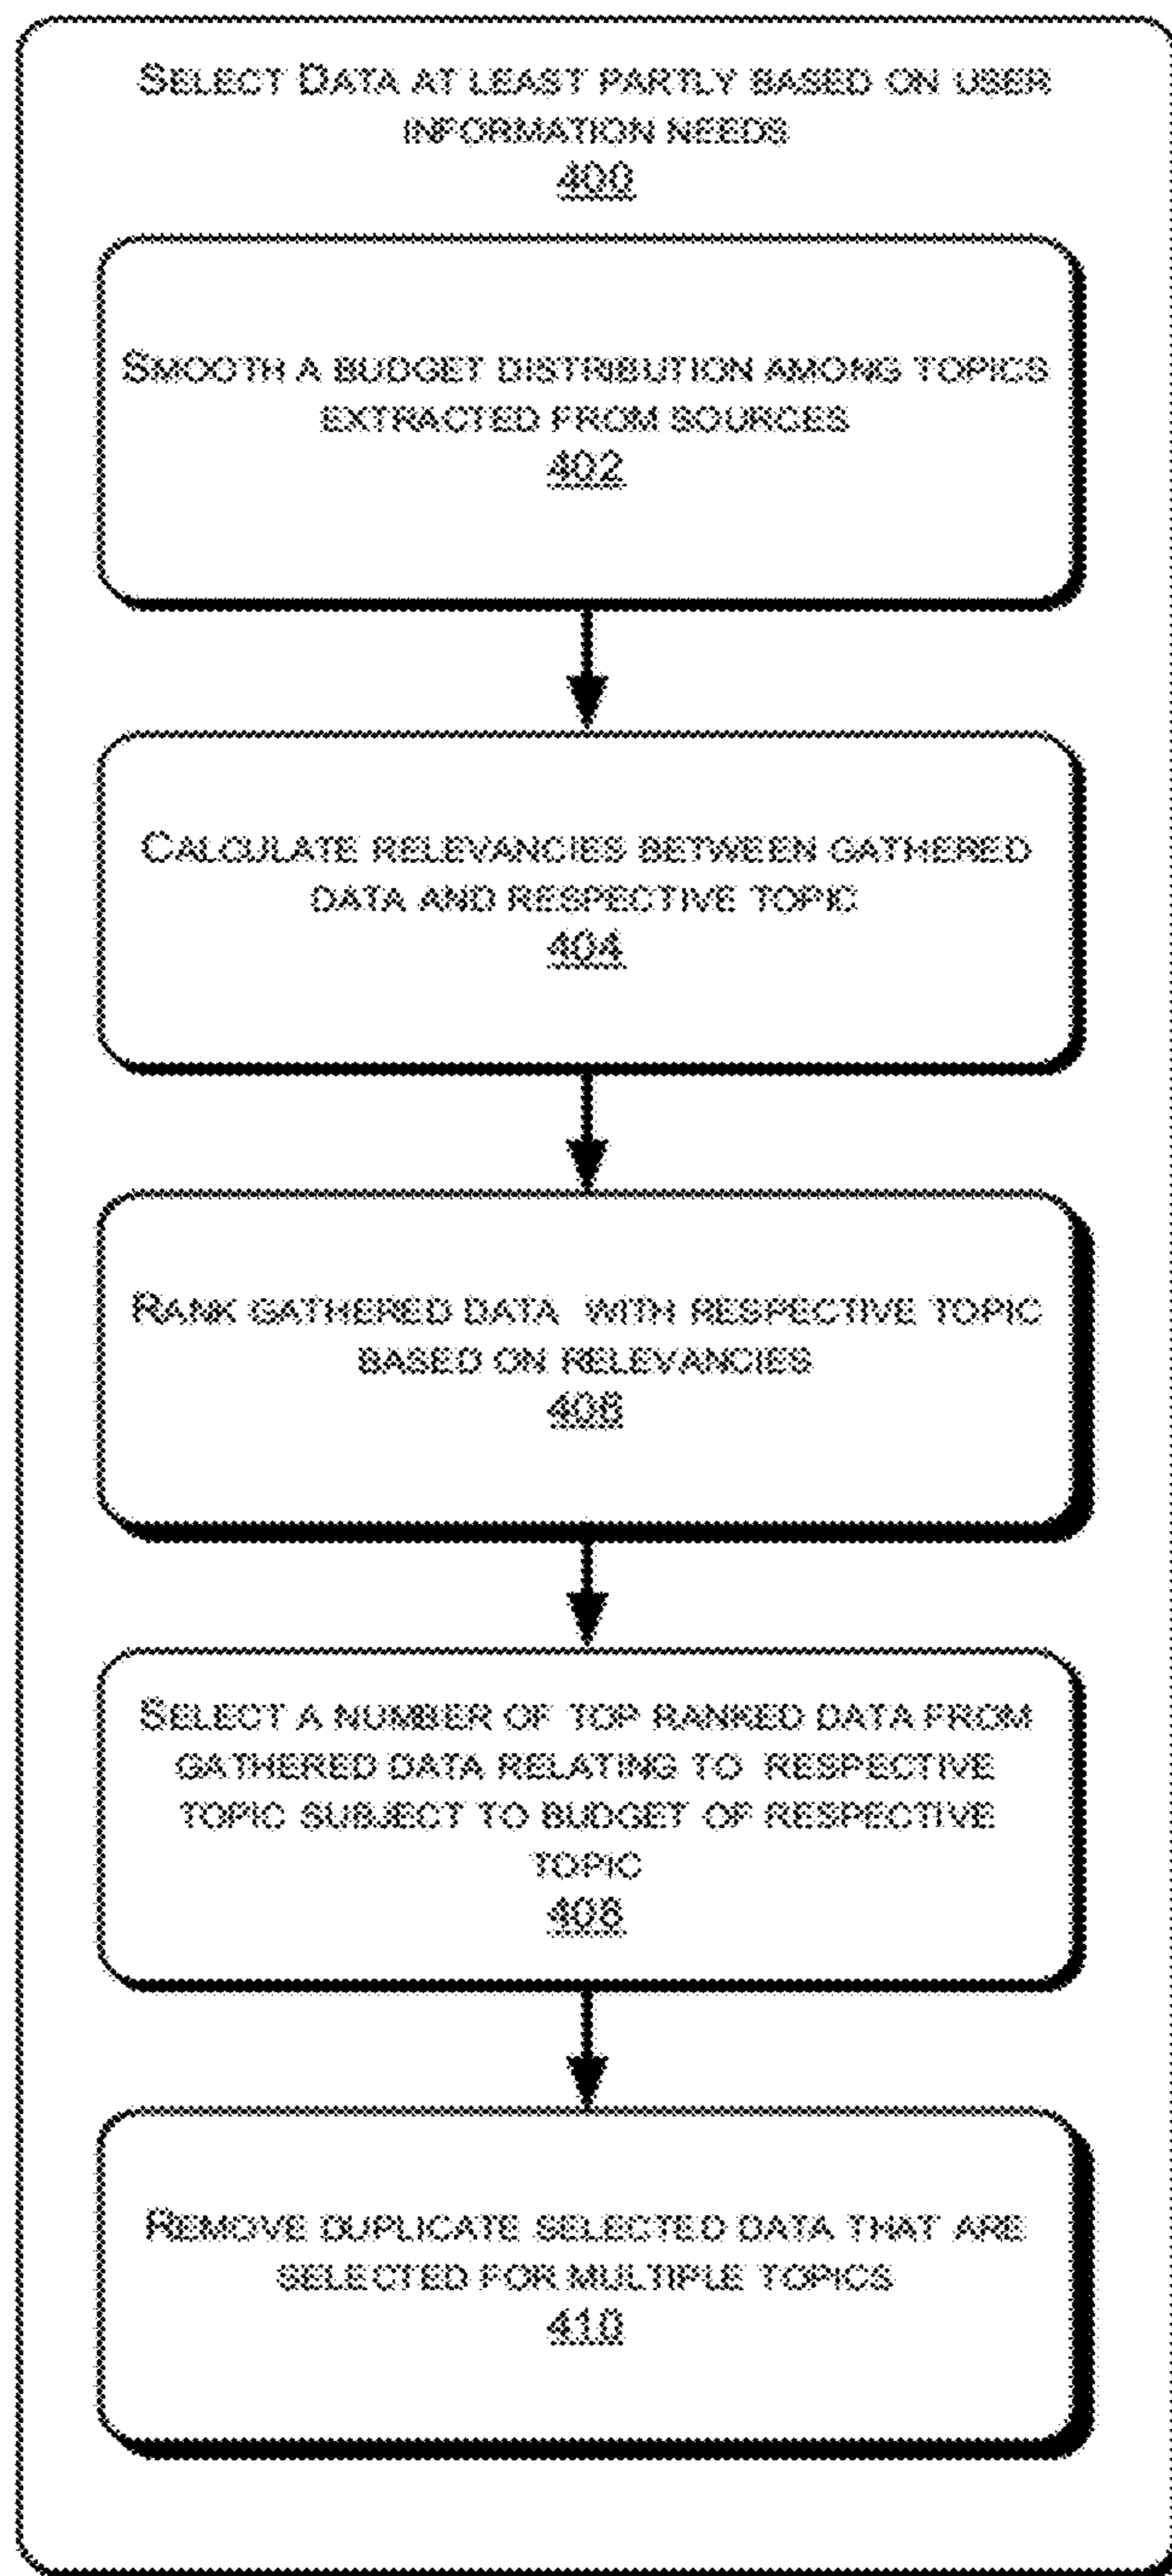 SELECT DATA AT LEAST PARTLY BASED ON USER
INFORMATION NEEDS
400
SMOOTH A BUDGET DISTRIBUTION AMONG TOPICS
EXTRACTED FROM SOURCES
402
CALCULATE RELEVANCIES BETWEEN GATHERED
DATA AND RESPECTIVE TOPIC
404
RANK GATHERED DATA WITH RESPECTIVE TOPIC
BASED ON RELEVANCIES
406
SELECT A NUMBER OF TOP RANKED DATA FROM
GATHERED DATA RELATING TO RESPECTIVE
TOPIC SUBJECT TO BUDGET OF RESPECTIVE
TOPIC
408
REMOVE DUPLICATE SELECTED DATA THAT ARE
SELECTED FOR MULTIPLE TOPICS
410